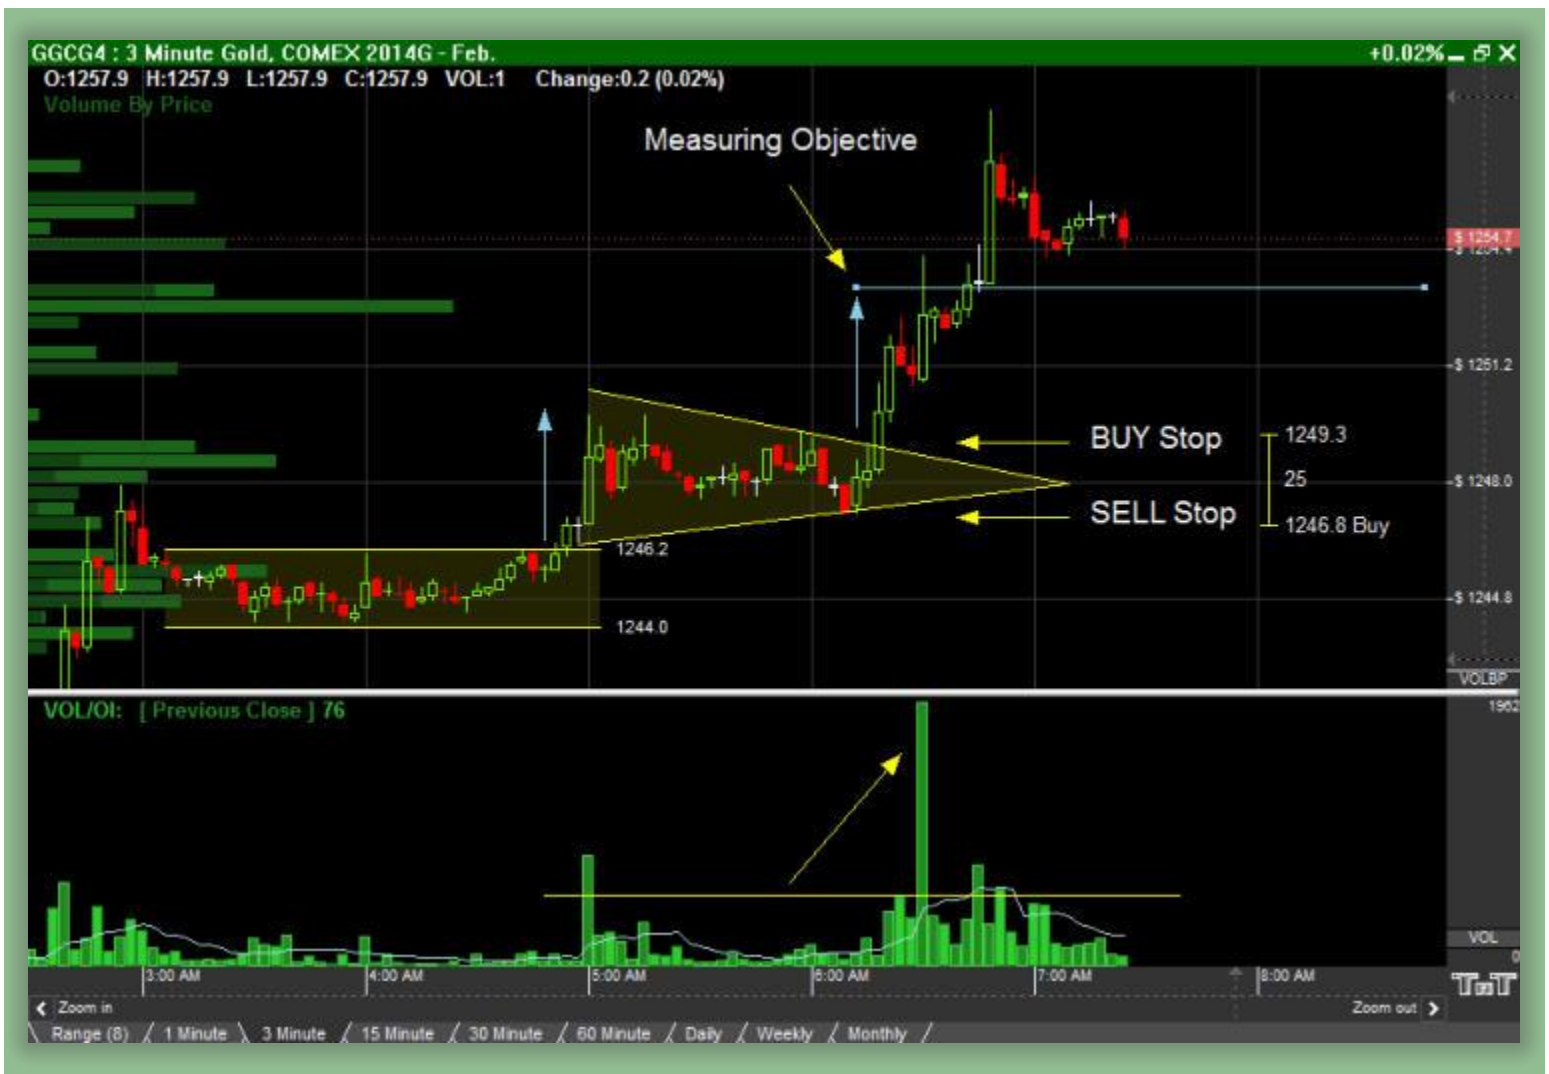 GGCG4 : 3 Minute Gold, COMEX 2014G - Feb.
+0.02%
O:1257.9 H:1257.9 L:1257.9 C:1257.9 VOL:1 Change:0.2 (0.02%)
Volume By Price
Measuring Objective
$ 1254.7
$ 1251.2
BUY Stop
1249.3
25
$ 1248.0
SELL Stop
1246.8 Buy
1246.2
$ 1244.8
1244.0
VOLBP
VOL/OI: [ Previous Close ] 76
1962
VOL
0
3:00 AM 4:00 AM 5:00 AM 6:00 AM 7:00 AM 8:00 AM
Zoom in
Zoom out
Range (8) 1 Minute 3 Minute 15 Minute 30 Minute 60 Minute Daily Weekly Monthly